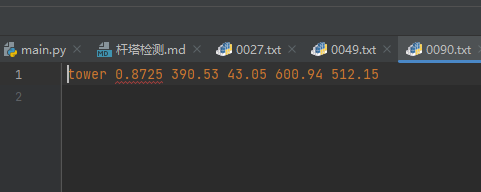 main.py
杆塔检测.md
0027.txt
0049.txt
0090.txt
1 tower 0.8725 390.53 43.05 600.94 512.15
2